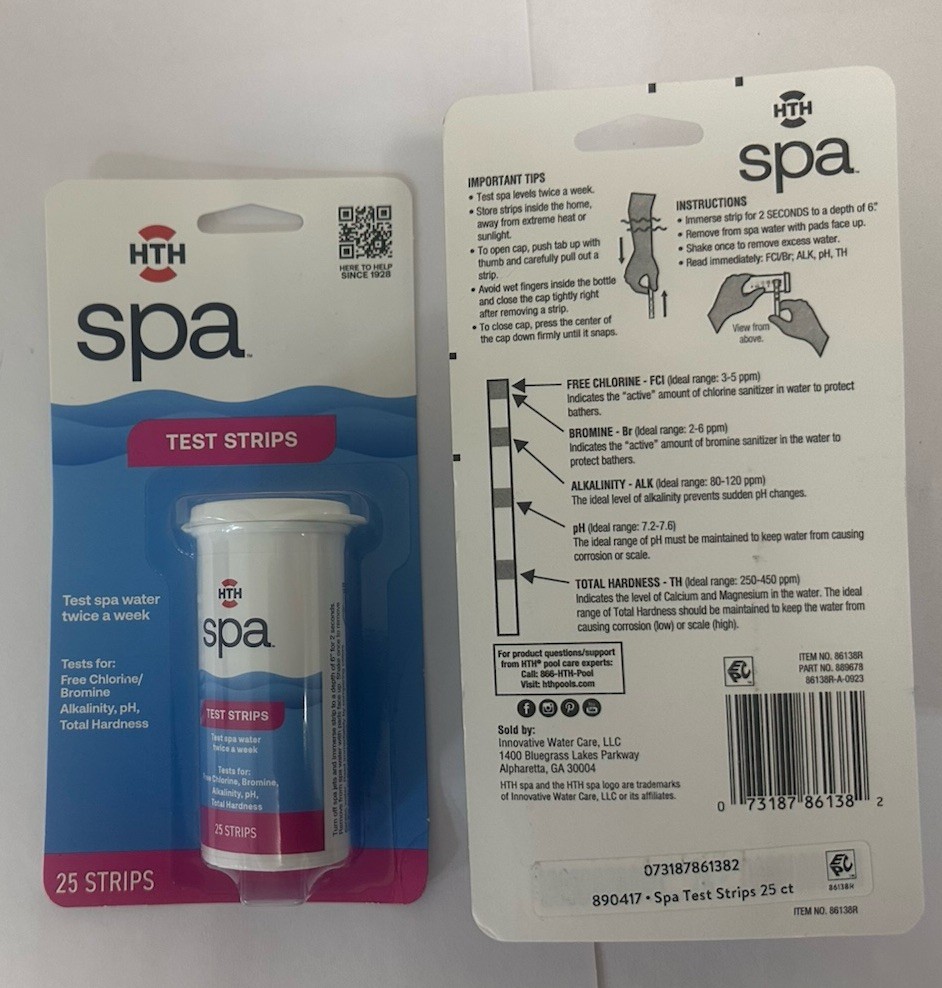 HTH
HERE TO HELP
SINCE 1928
spa™
TEST STRIPS
Test spa water
twice a week
Tests for:
Free Chlorine/
Bromine
Alkalinity, pH,
Total Hardness
25 STRIPS
HTH
spa™
TEST STRIPS
Test spa water
twice a week
Tests for:
Free Chlorine, Bromine,
Alkalinity, pH,
Total Hardness
25 STRIPS
Turn off spa jets and immerse strip to a depth of 6" for 2 seconds.
HTH
spa™
IMPORTANT TIPS
• Test spa levels twice a week.
• Store strips inside the home,
away from extreme heat or
sunlight.
• To open cap, push tab up with
thumb and carefully pull out a
strip.
• Avoid wet fingers inside the bottle
and close the cap tightly right
after removing a strip.
• To close cap, press the center of
the cap down firmly until it snaps.
INSTRUCTIONS
• Immerse strip for 2 SECONDS to a depth of 6."
• Remove from spa water with pads face up.
• Shake once to remove excess water.
• Read immediately: FCl/Br; ALK, pH, TH
View from
above.
FREE CHLORINE - FCl (Ideal range: 3-5 ppm)
Indicates the "active" amount of chlorine sanitizer in water to protect
bathers.
BROMINE - Br (Ideal range: 2-6 ppm)
Indicates the "active" amount of bromine sanitizer in the water to
protect bathers.
ALKALINITY - ALK (Ideal range: 80-120 ppm)
The ideal level of alkalinity prevents sudden pH changes.
pH (Ideal range: 7.2-7.6)
The ideal range of pH must be maintained to keep water from causing
corrosion or scale.
TOTAL HARDNESS - TH (Ideal range: 250-450 ppm)
Indicates the level of Calcium and Magnesium in the water. The ideal
range of Total Hardness should be maintained to keep the water from
causing corrosion (low) or scale (high).
For product questions/support
from HTH® pool care experts:
Call: 866-HTH-Pool
Visit: hthpools.com
Sold by:
Innovative Water Care, LLC
1400 Bluegrass Lakes Parkway
Alpharetta, GA 30004
HTH spa and the HTH spa logo are trademarks
of Innovative Water Care, LLC or its affiliates.
ITEM NO. 86138R
PART NO. 889678
86138R-A-0923
0 73187 86138 2
073187861382
890417 • Spa Test Strips 25 ct
86138H
ITEM NO. 86138R